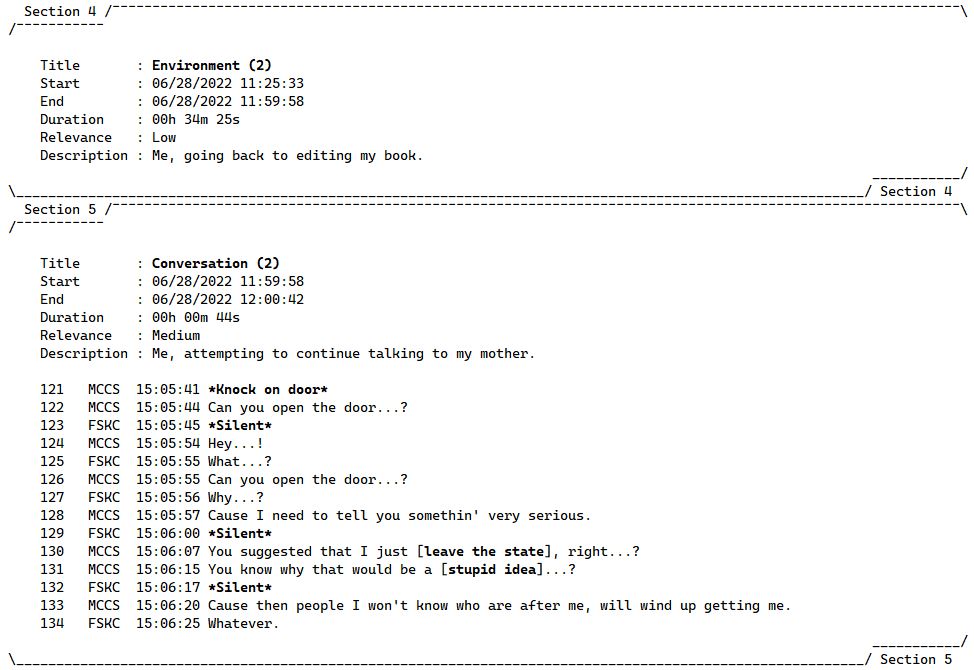 Section 4 /‾‾‾‾‾‾‾‾‾‾‾‾‾‾‾‾‾‾‾‾‾‾‾‾‾‾‾‾‾‾‾‾‾‾‾‾‾‾‾‾‾‾‾‾‾‾‾‾‾‾‾‾‾‾‾‾‾‾‾‾‾‾‾‾‾‾‾‾‾‾‾‾‾‾‾‾‾‾‾‾‾‾‾‾‾‾‾‾‾‾‾‾‾‾‾‾‾‾‾‾‾‾‾‾‾‾\
/‾‾‾‾‾‾‾‾‾‾‾
Title : Environment (2)
Start : 06/28/2022 11:25:33
End : 06/28/2022 11:59:58
Duration : 00h 34m 25s
Relevance : Low
Description : Me, going back to editing my book.
___________/
\__________________________________________________________________________________________________________/ Section 4
Section 5 /‾‾‾‾‾‾‾‾‾‾‾‾‾‾‾‾‾‾‾‾‾‾‾‾‾‾‾‾‾‾‾‾‾‾‾‾‾‾‾‾‾‾‾‾‾‾‾‾‾‾‾‾‾‾‾‾‾‾‾‾‾‾‾‾‾‾‾‾‾‾‾‾‾‾‾‾‾‾‾‾‾‾‾‾‾‾‾‾‾‾‾‾‾‾‾‾‾‾‾‾‾‾‾‾‾‾\
/‾‾‾‾‾‾‾‾‾‾‾
Title : Conversation (2)
Start : 06/28/2022 11:59:58
End : 06/28/2022 12:00:42
Duration : 00h 00m 44s
Relevance : Medium
Description : Me, attempting to continue talking to my mother.
121 MCCS 15:05:41 *Knock on door*
122 MCCS 15:05:44 Can you open the door...?
123 FSKC 15:05:45 *Silent*
124 MCCS 15:05:54 Hey...!
125 FSKC 15:05:55 What...?
126 MCCS 15:05:55 Can you open the door...?
127 FSKC 15:05:56 Why...?
128 MCCS 15:05:57 Cause I need to tell you somethin' very serious.
129 FSKC 15:06:00 *Silent*
130 MCCS 15:06:07 You suggested that I just [leave the state], right...?
131 MCCS 15:06:15 You know why that would be a [stupid idea]...?
132 FSKC 15:06:17 *Silent*
133 MCCS 15:06:20 Cause then people I won't know who are after me, will wind up getting me.
134 FSKC 15:06:25 Whatever.
___________/
\__________________________________________________________________________________________________________/ Section 5